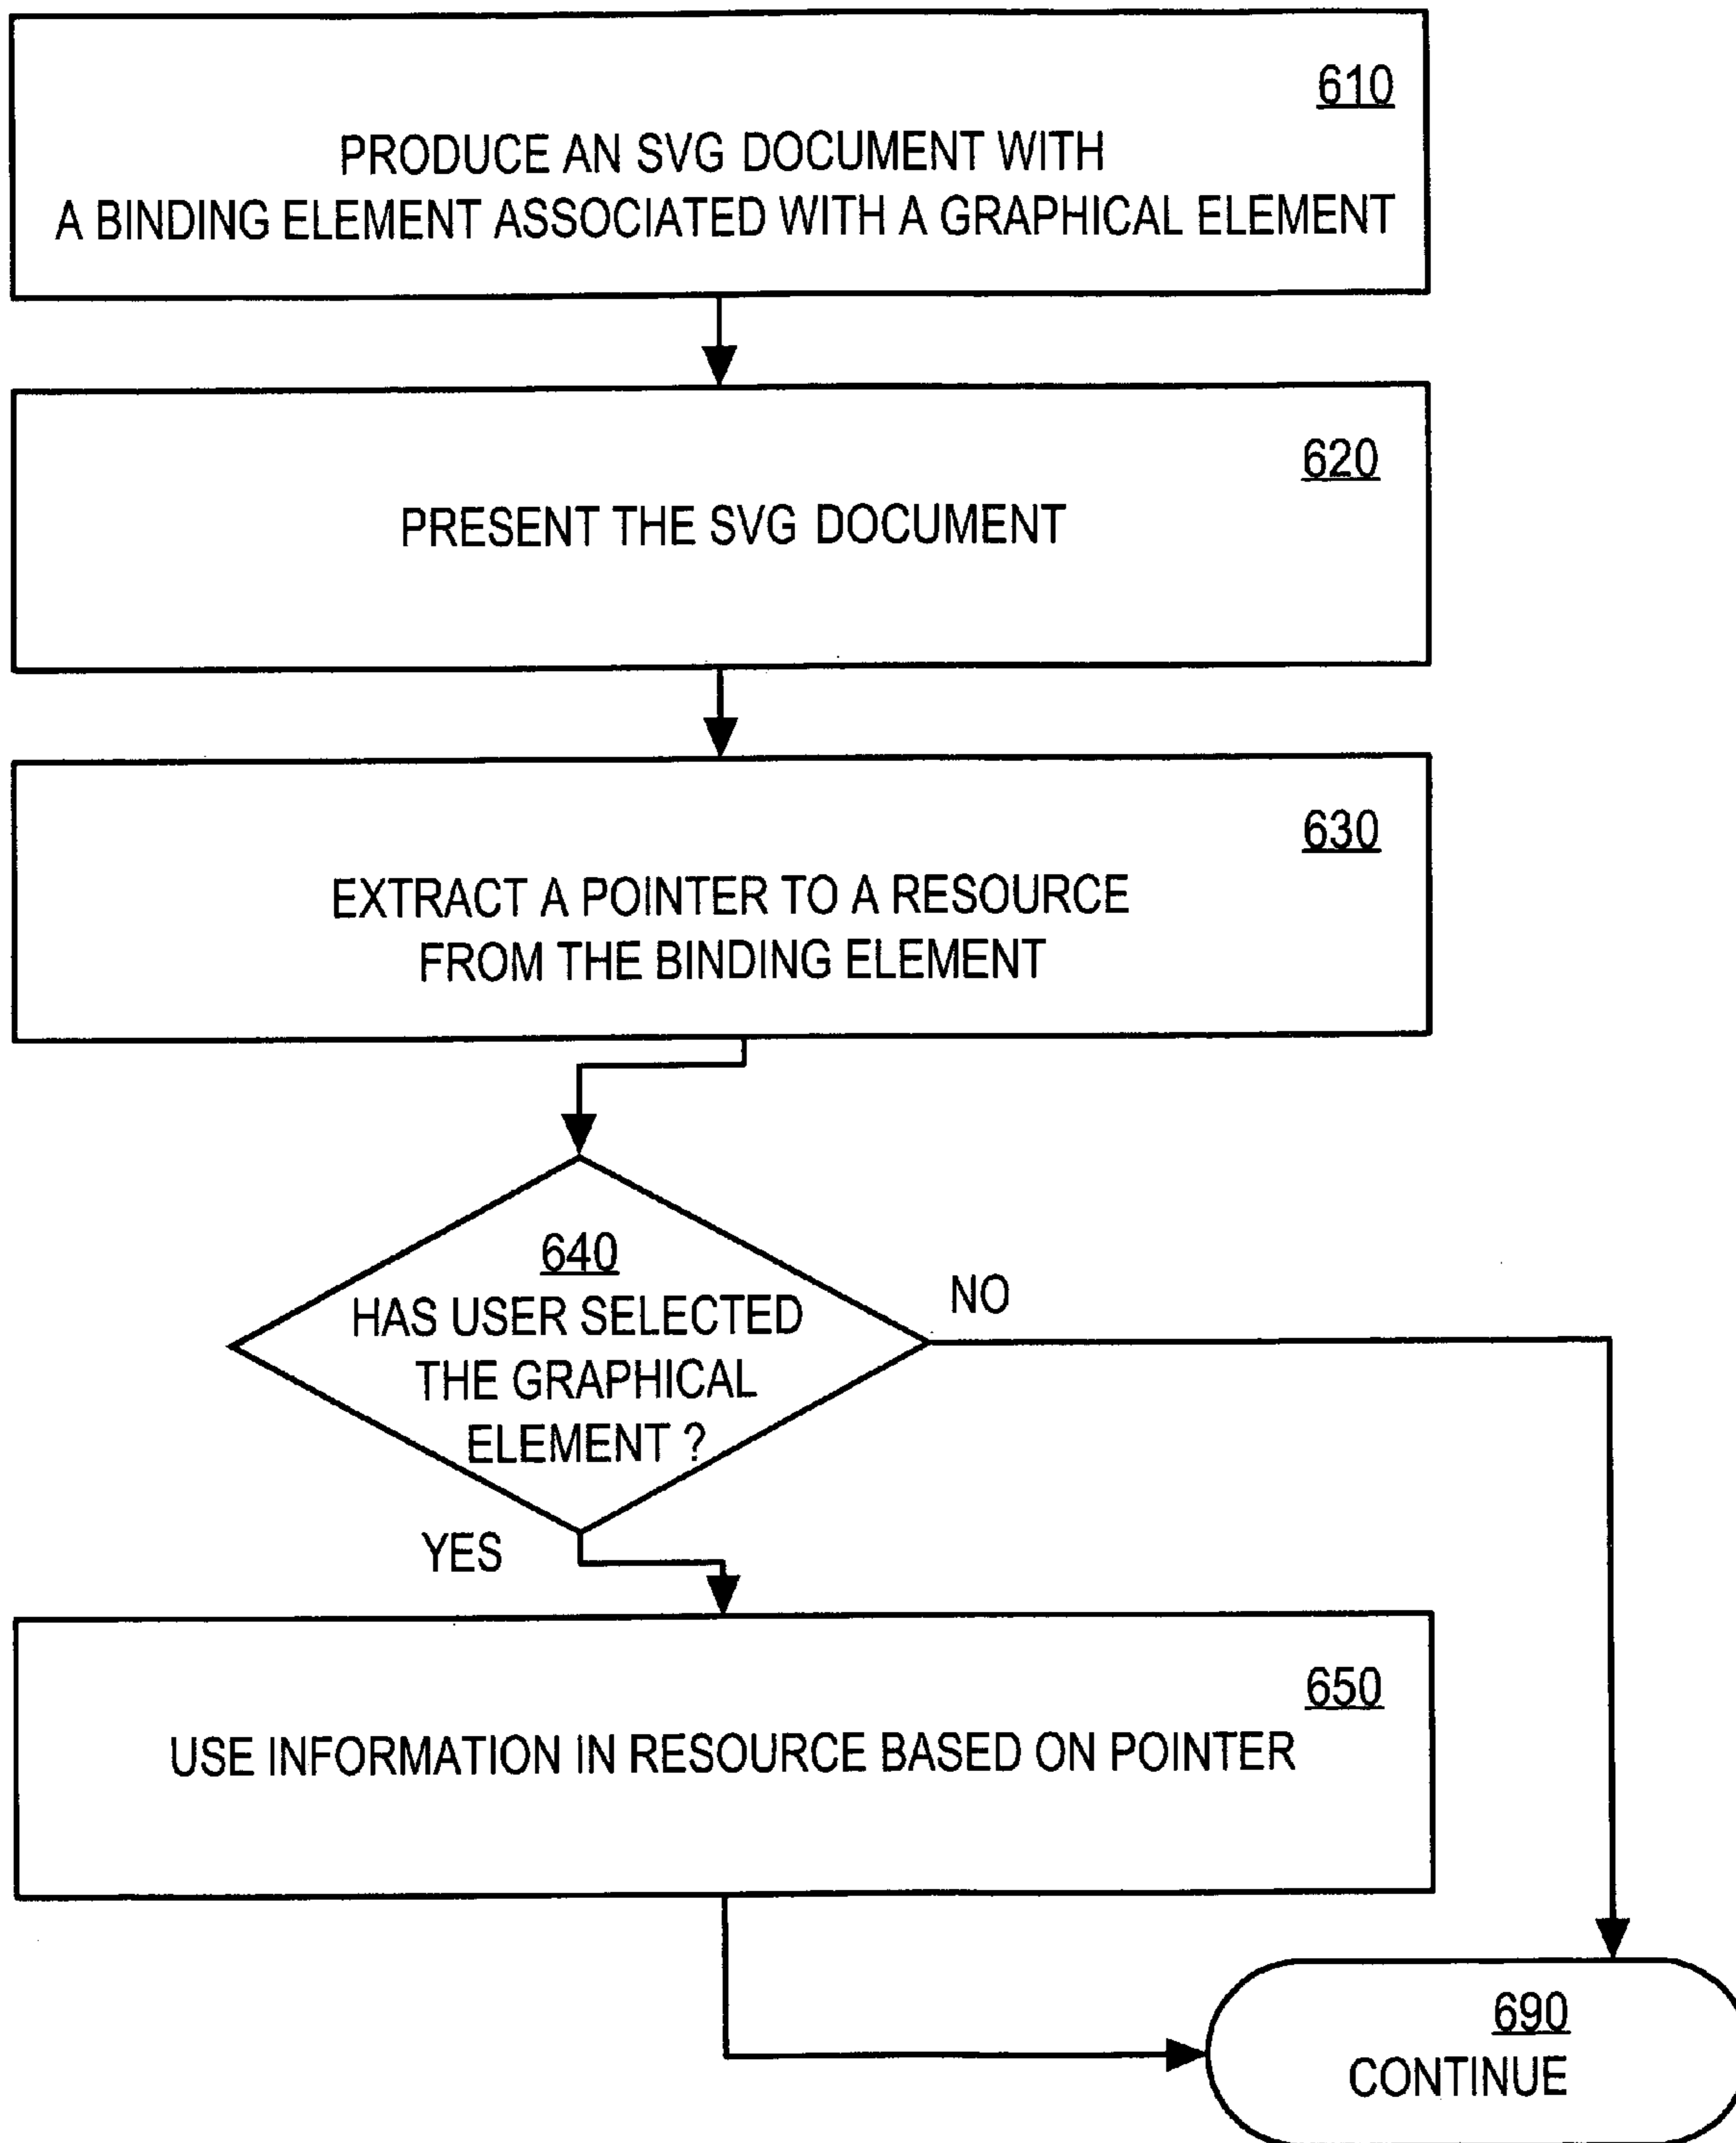 610
PRODUCE AN SVG DOCUMENT WITH
A BINDING ELEMENT ASSOCIATED WITH A GRAPHICAL ELEMENT
620
PRESENT THE SVG DOCUMENT
630
EXTRACT A POINTER TO A RESOURCE
FROM THE BINDING ELEMENT
640
HAS USER SELECTED
THE GRAPHICAL
ELEMENT ?
NO
YES
650
USE INFORMATION IN RESOURCE BASED ON POINTER
690
CONTINUE